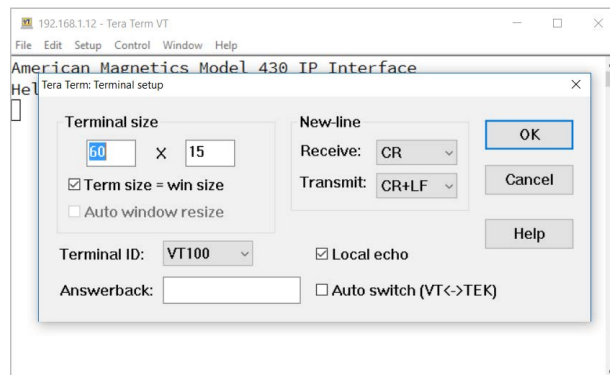 192.168.1.12 - Tera Term VT
File Edit Setup Control Window Help
American Magnetics Model 430 IP Interface
Hel
Tera Term: Terminal setup
Terminal size
60 X 15
Term size = win size
Auto window resize
New-line
Receive: CR
Transmit: CR+LF
OK
Cancel
Help
Terminal ID: VT100
Local echo
Answerback:
Auto switch (VT<->TEK)